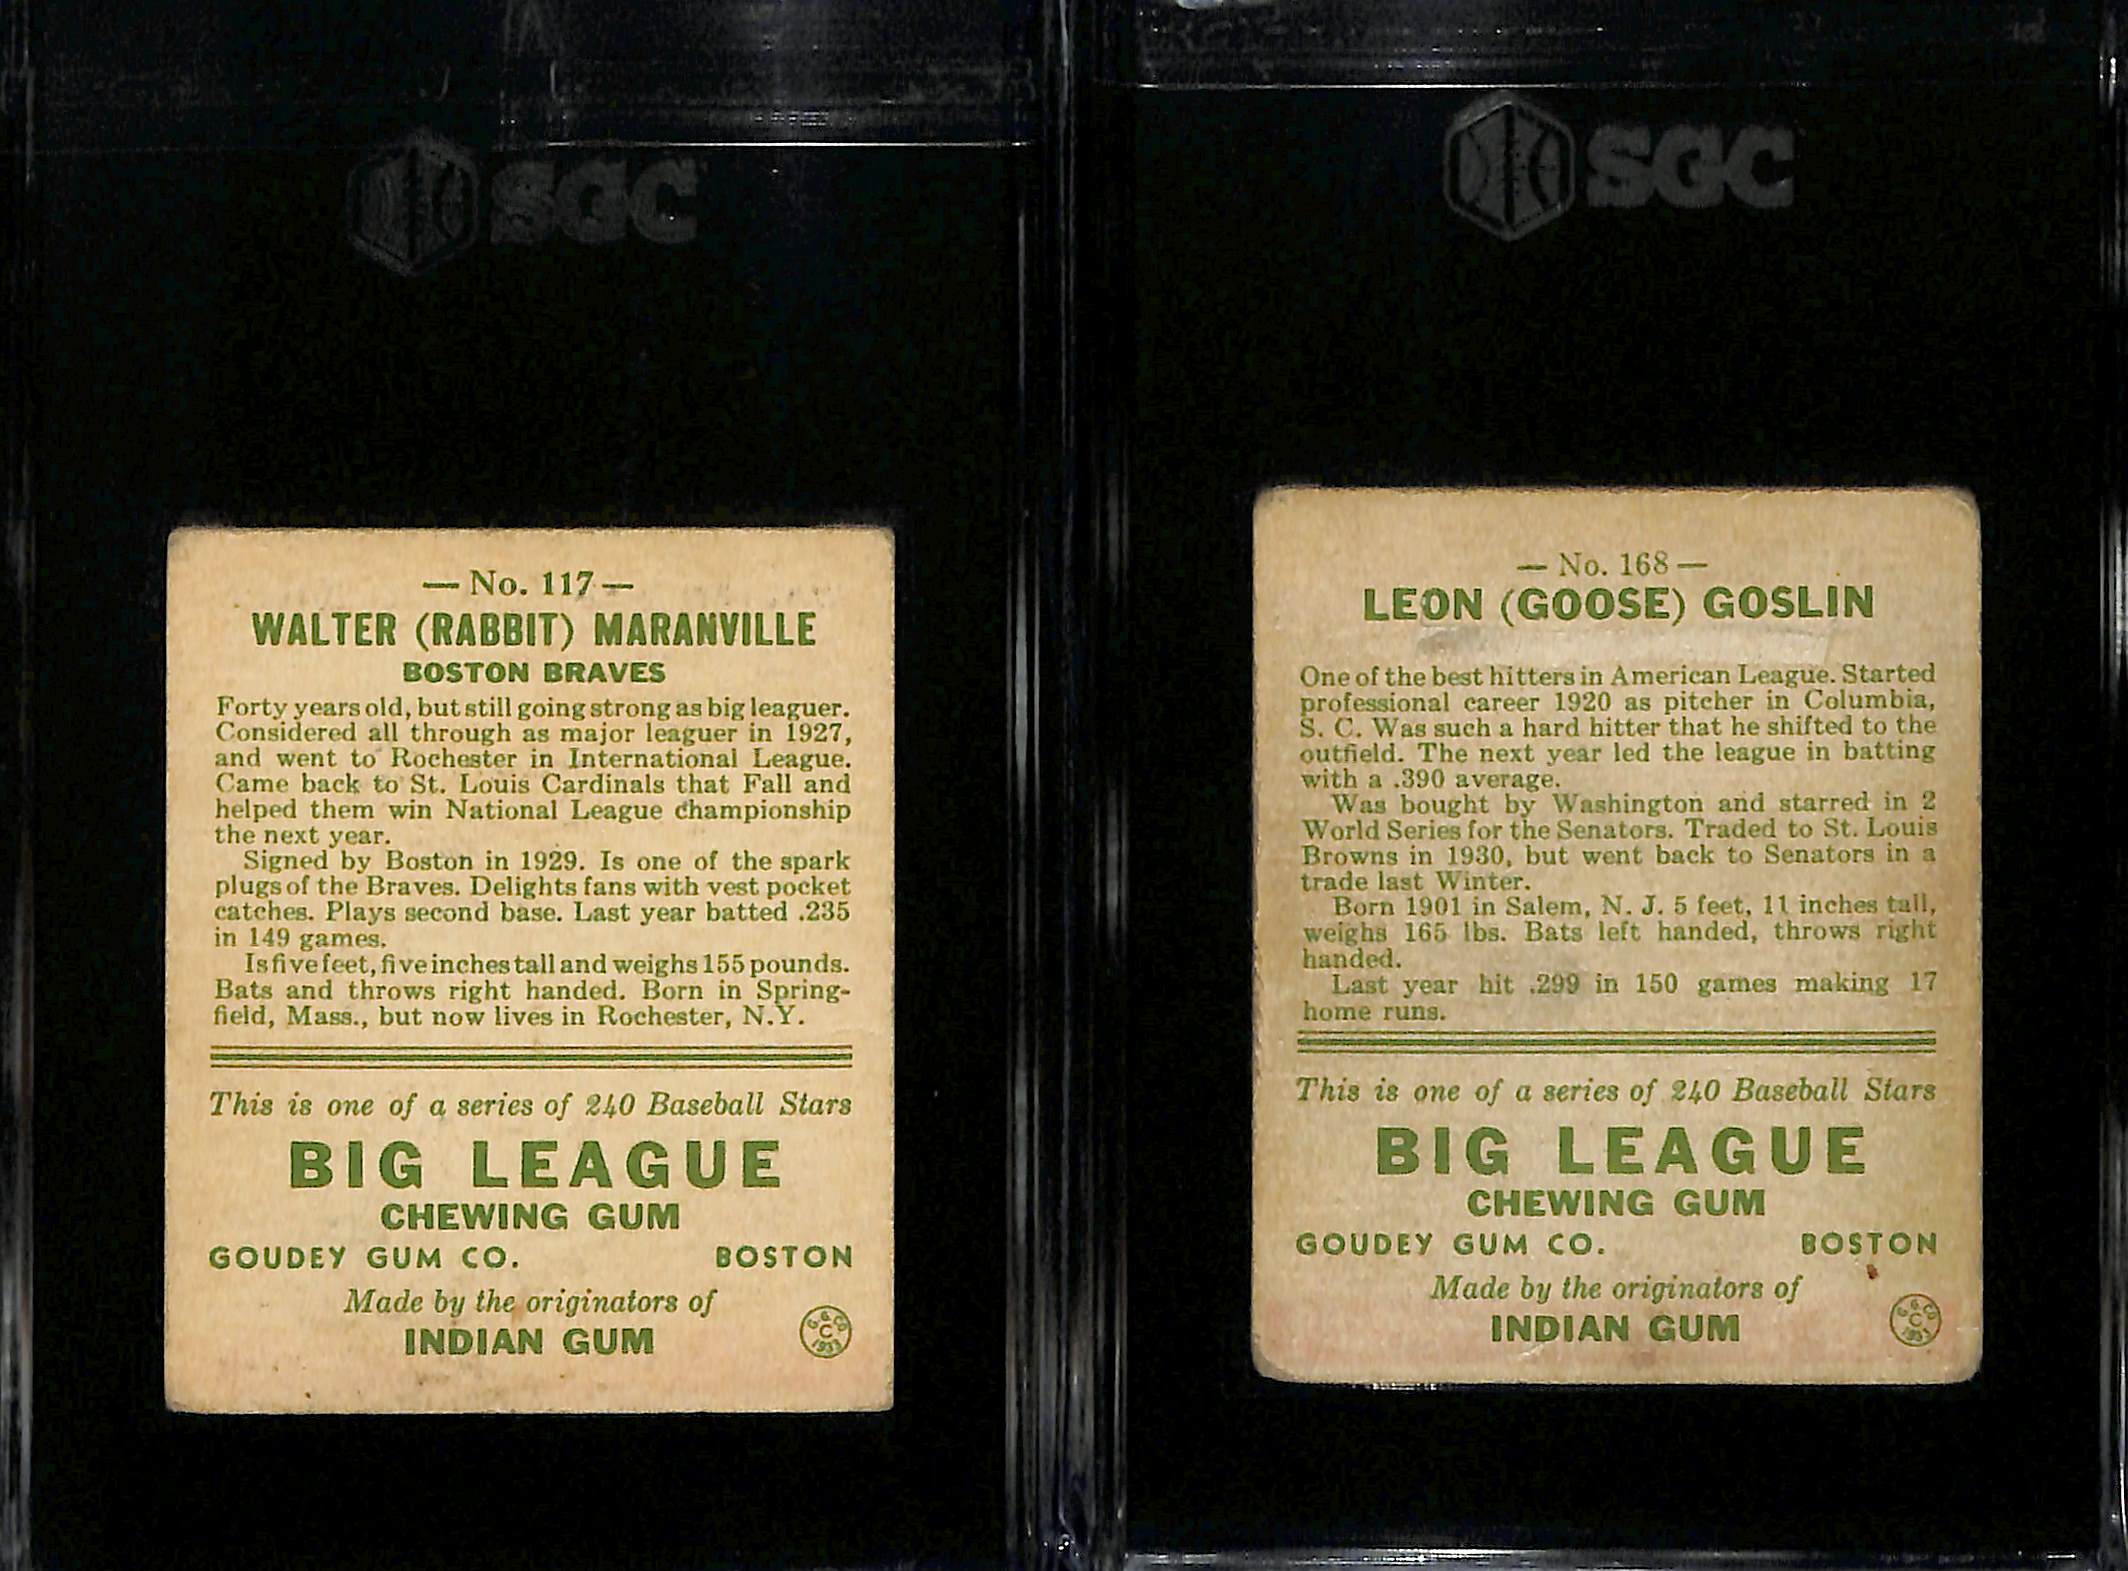 SGC
— No. 117 —
WALTER (RABBIT) MARANVILLE
BOSTON BRAVES
Forty years old, but still going strong as big leaguer.
Considered all through as major leaguer in 1927,
and went to Rochester in International League.
Came back to St. Louis Cardinals that Fall and
helped them win National League championship
the next year.
Signed by Boston in 1929. Is one of the spark
plugs of the Braves. Delights fans with vest pocket
catches. Plays second base. Last year batted .235
in 149 games.
Is five feet, five inches tall and weighs 155 pounds.
Bats and throws right handed. Born in Spring-
field, Mass., but now lives in Rochester, N.Y.
This is one of a series of 240 Baseball Stars
BIG LEAGUE
CHEWING GUM
GOUDEY GUM CO. BOSTON
Made by the originators of
INDIAN GUM
G. G. Co.
C
1933
SGC
— No. 168 —
LEON (GOOSE) GOSLIN
One of the best hitters in American League. Started
professional career 1920 as pitcher in Columbia,
S. C. Was such a hard hitter that he shifted to the
outfield. The next year led the league in batting
with a .390 average.
Was bought by Washington and starred in 2
World Series for the Senators. Traded to St. Louis
Browns in 1930, but went back to Senators in a
trade last Winter.
Born 1901 in Salem, N. J. 5 feet, 11 inches tall,
weighs 165 lbs. Bats left handed, throws right
handed.
Last year hit .299 in 150 games making 17
home runs.
This is one of a series of 240 Baseball Stars
BIG LEAGUE
CHEWING GUM
GOUDEY GUM CO. BOSTON
Made by the originators of
INDIAN GUM
G. G. Co.
C
1933